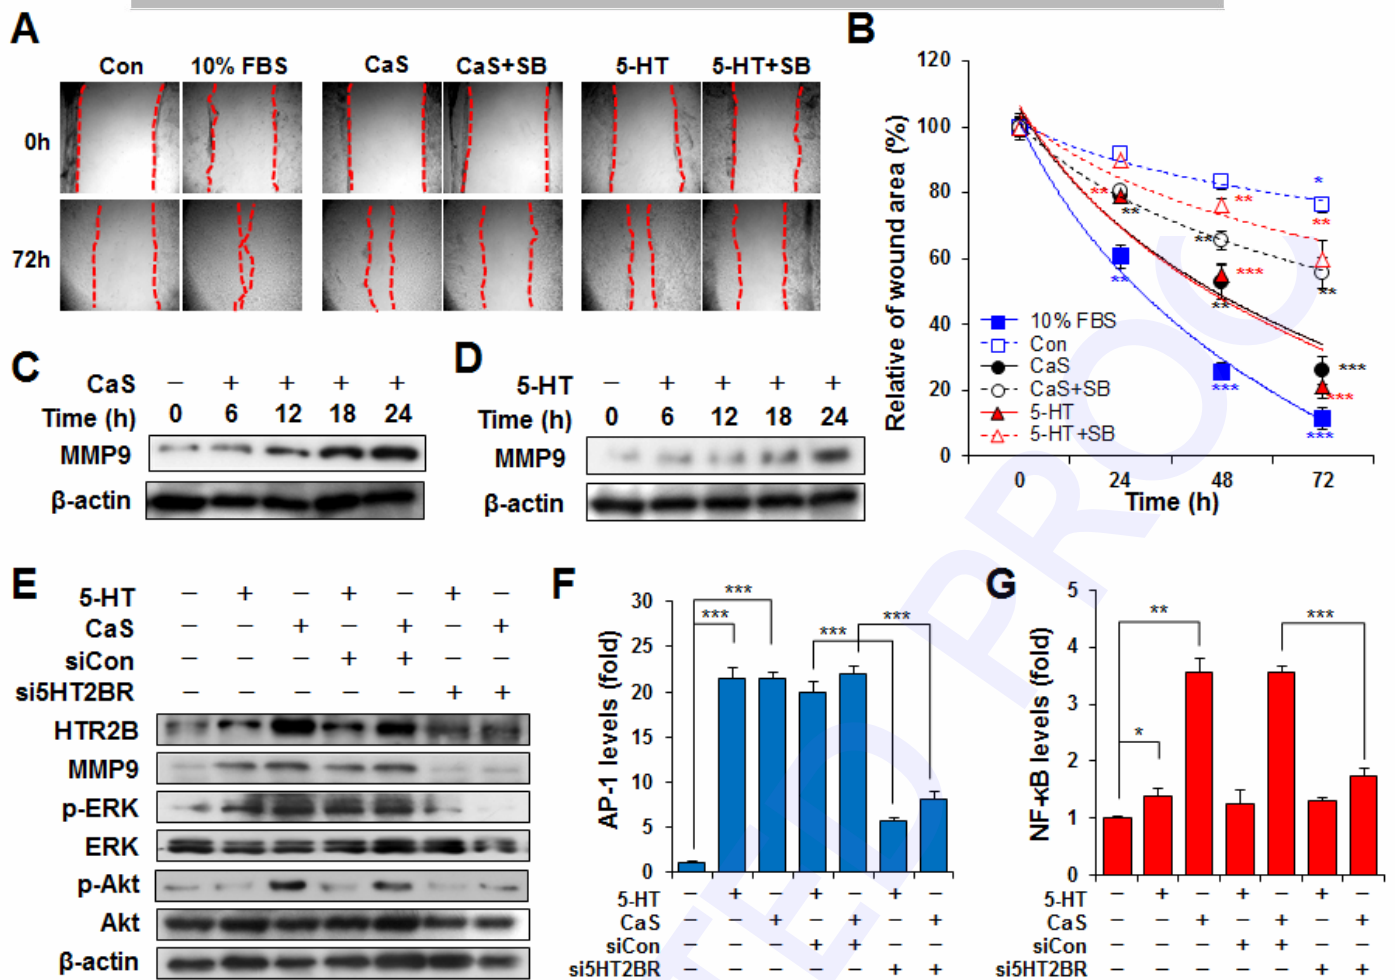 A
Con 10% FBS CaS CaS+SB 5-HT 5-HT+SB
0h
72h
B
120
100
80
60
40
20
0
Relative of wound area (%)
** ** ** ** ** *** ** *** * ** ** *** *** ***
10% FBS
Con
CaS
CaS+SB
5-HT
5-HT+SB
0 24 48 72
Time (h)
C
CaS − + + + +
Time (h) 0 6 12 18 24
MMP9
β-actin
D
5-HT − + + + +
Time (h) 0 6 12 18 24
MMP9
β-actin
E
5-HT − + − + − + −
CaS − − + − + − +
siCon − − − + + − −
si5HT2BR − − − − − + +
HTR2B
MMP9
p-ERK
ERK
p-Akt
Akt
β-actin
F
30
25
20
15
10
5
0
AP-1 levels (fold)
*** *** *** ***
5-HT − + − + − + −
CaS − − + − + − +
siCon − − − + + − −
si5HT2BR − − − − − + +
G
5
4
3
2
1
0
NF-κB levels (fold)
* ** ***
5-HT − + − + − + −
CaS − − + − + − +
siCon − − − + + − −
si5HT2BR − − − − − + +
TED PROO